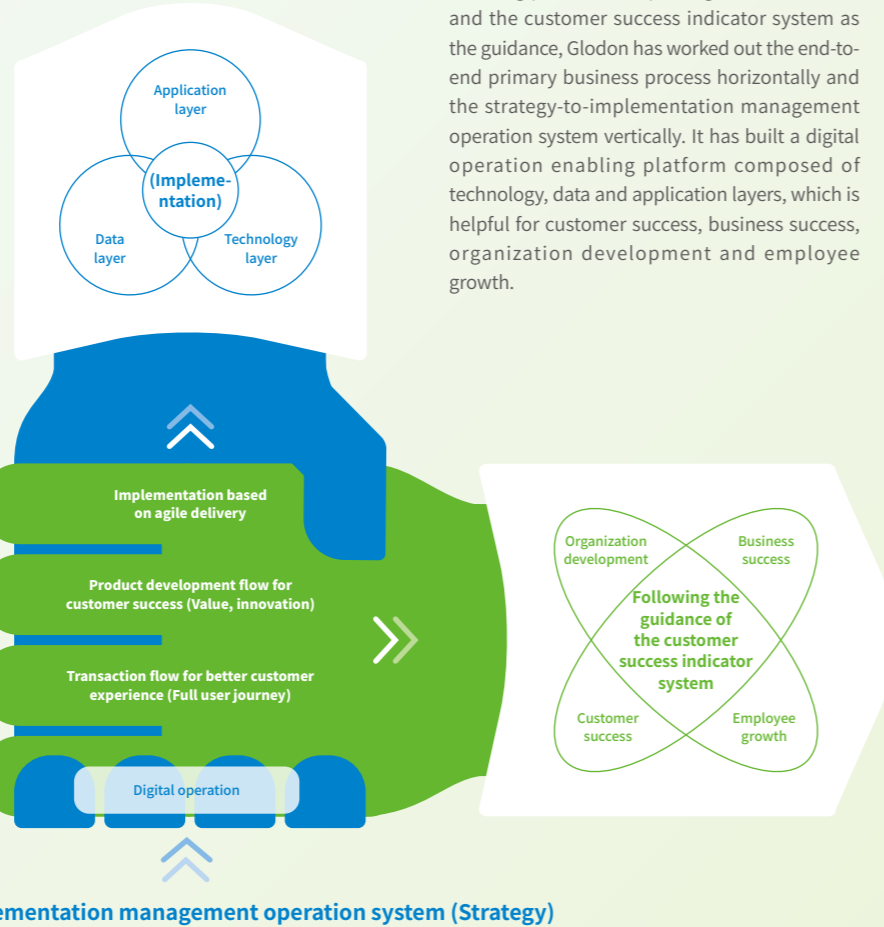 and the customer success indicator system as
the guidance, Glodon has worked out the end-to-
end primary business process horizontally and
the strategy-to-implementation management
operation system vertically. It has built a digital
operation enabling platform composed of
technology, data and application layers, which is
helpful for customer success, business success,
organization development and employee
growth.
Application
layer
(Impleme-
ntation)
Data
layer
Technology
layer
Implementation based
on agile delivery
Product development flow for
customer success (Value, innovation)
Transaction flow for better customer
experience (Full user journey)
Digital operation
Organization
development
Business
success
Following the
guidance of
the customer
success indicator
system
Customer
success
Employee
growth
ementation management operation system (Strategy)